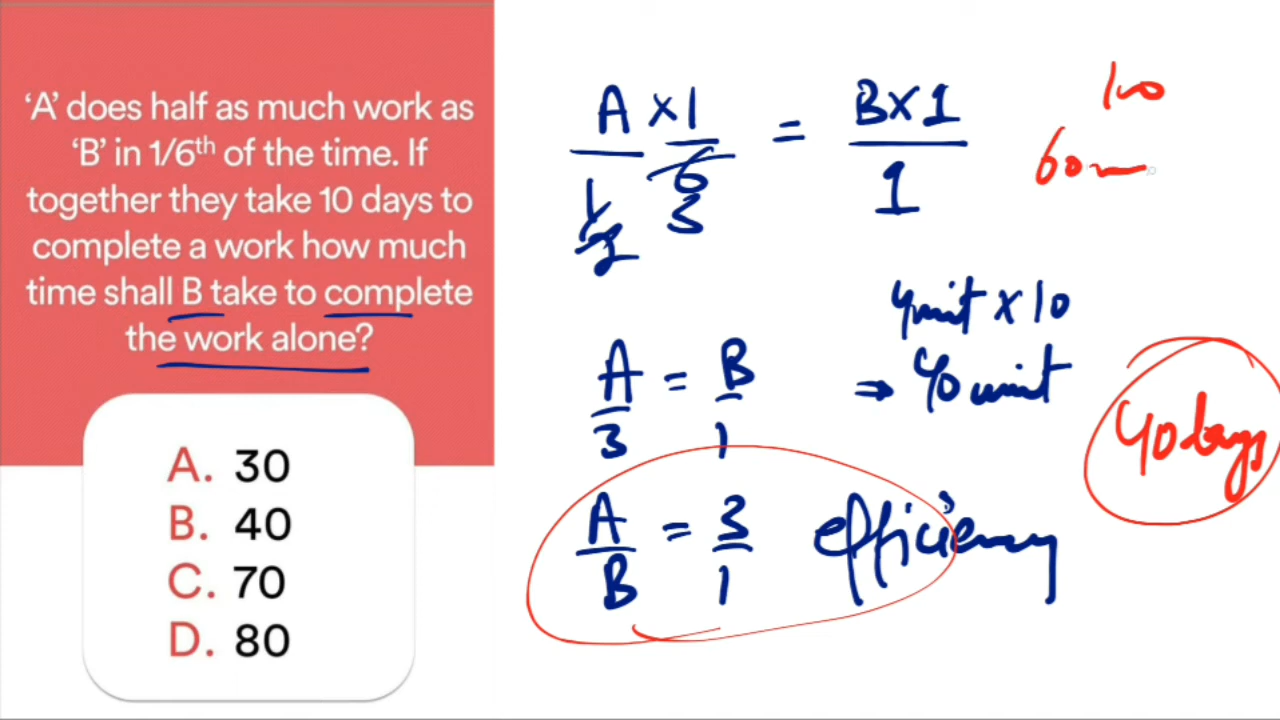 ‘A’ does half as much work as
‘B’ in 1/6th of the time. If
together they take 10 days to
complete a work how much
time shall B take to complete
the work alone?
A. 30
B. 40
C. 70
D. 80
A × 1 / 6 = B × 1
1/2 3 1
A = B
3 1
A = 3 efficiency
B 1
4 unit × 10
⇒ 40 unit
40 days
100
60